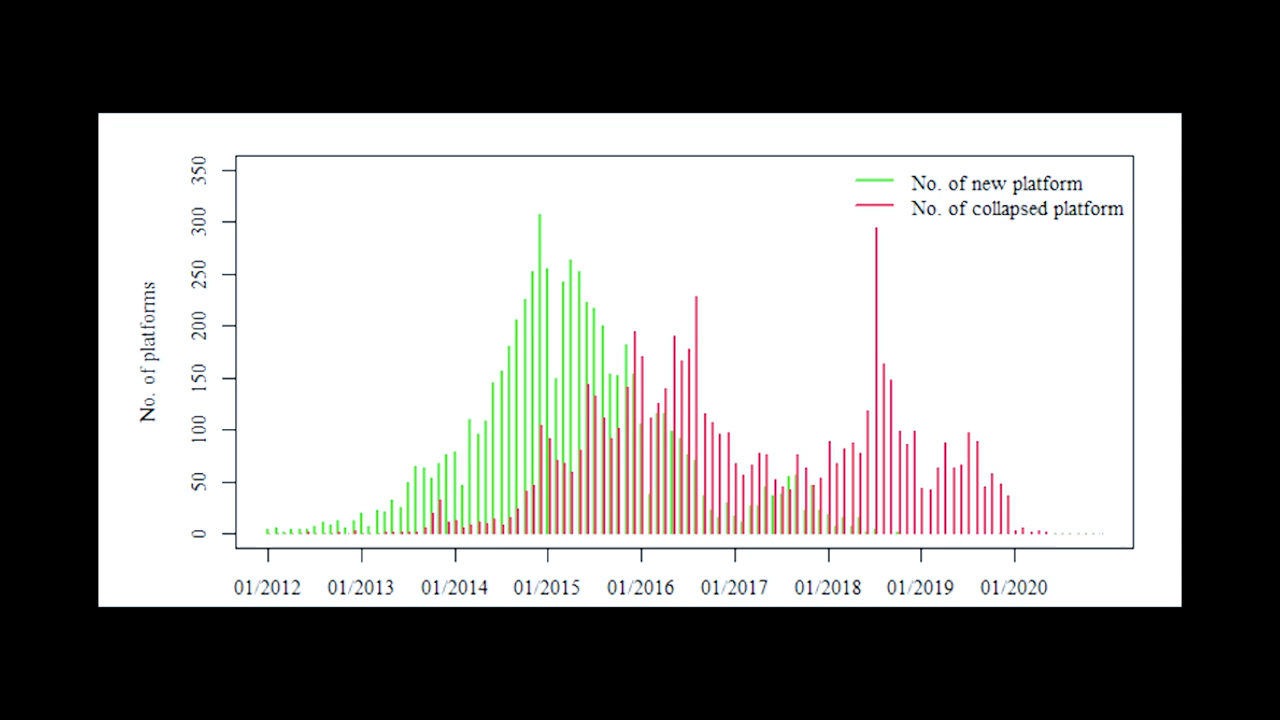 No. of new platform
No. of collapsed platform
No. of platforms
350
300
250
200
150
100
50
0
01/2012 01/2013 01/2014 01/2015 01/2016 01/2017 01/2018 01/2019 01/2020